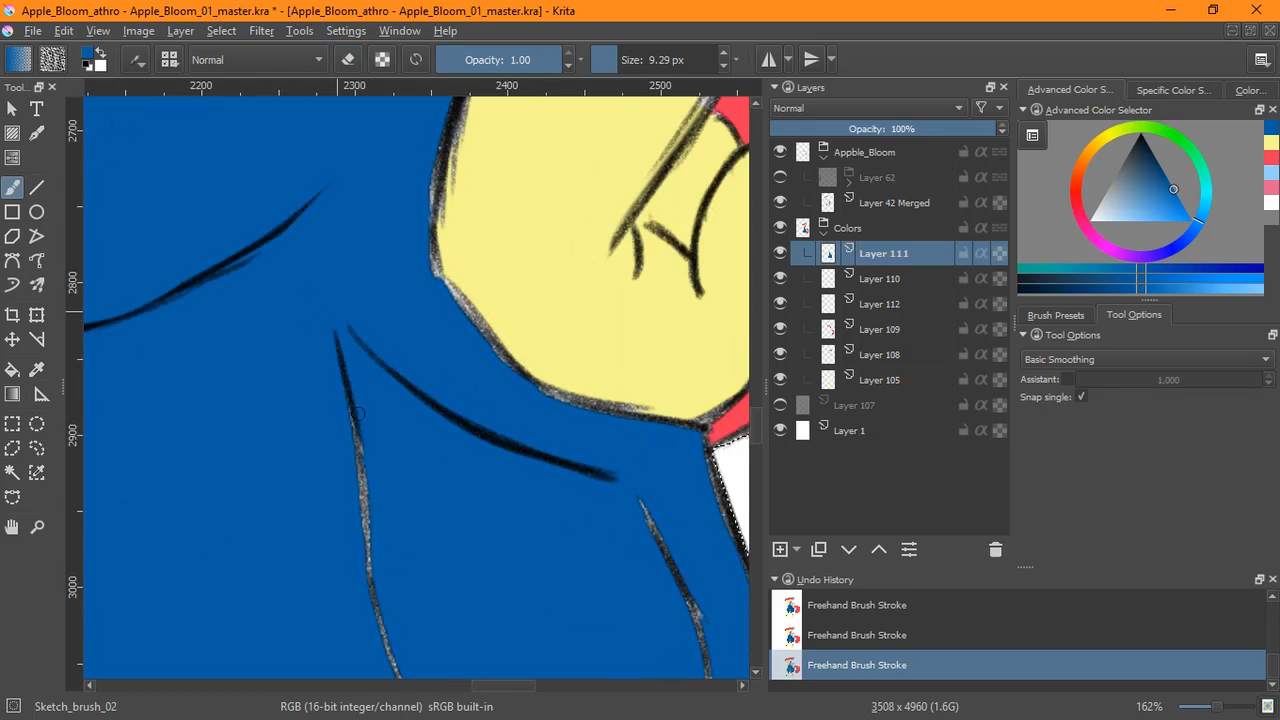 Apple_Bloom_athro - Apple_Bloom_01_master.kra * - [Apple_Bloom_athro - Apple_Bloom_01_master.kra] - Krita
File Edit View Image Layer Select Filter Tools Settings Window Help
Normal Opacity: 1.00 Size: 9.29 px
Tool...
2200 2300 2400 2500
2700
2800
2900
3000
Layers
Normal
Opacity: 100%
Appble_Bloom
Layer 62
Layer 42 Merged
Colors
Layer 111
Layer 110
Layer 112
Layer 109
Layer 108
Layer 105
Layer 107
Layer 1
Undo History
Freehand Brush Stroke
Freehand Brush Stroke
Freehand Brush Stroke
Advanced Color S... Specific Color S... Color...
Advanced Color Selector
Brush Presets Tool Options
Tool Options
Basic Smoothing
Assistant: 1,000
Snap single:
Sketch_brush_02 RGB (16-bit integer/channel) sRGB built-in 3508 x 4960 (1.6G) 162%